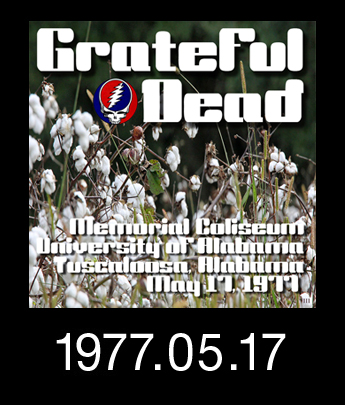 Grateful
Dead
Memorial Coliseum
University of Alabama
Tuscaloosa, Alabama
May 17, 1977
1977.05.17